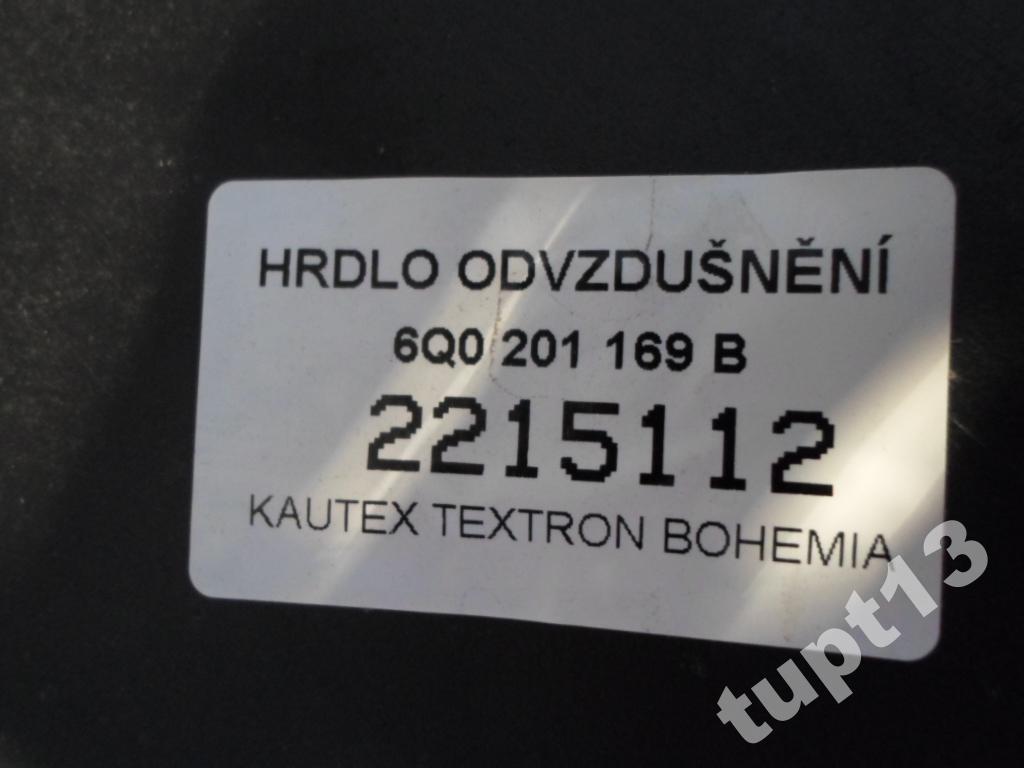 HRDLO ODVZDUŠNĚNÍ
6Q0 201 169 B
2215112
KAUTEX TEXTRON BOHEMIA
tupt13